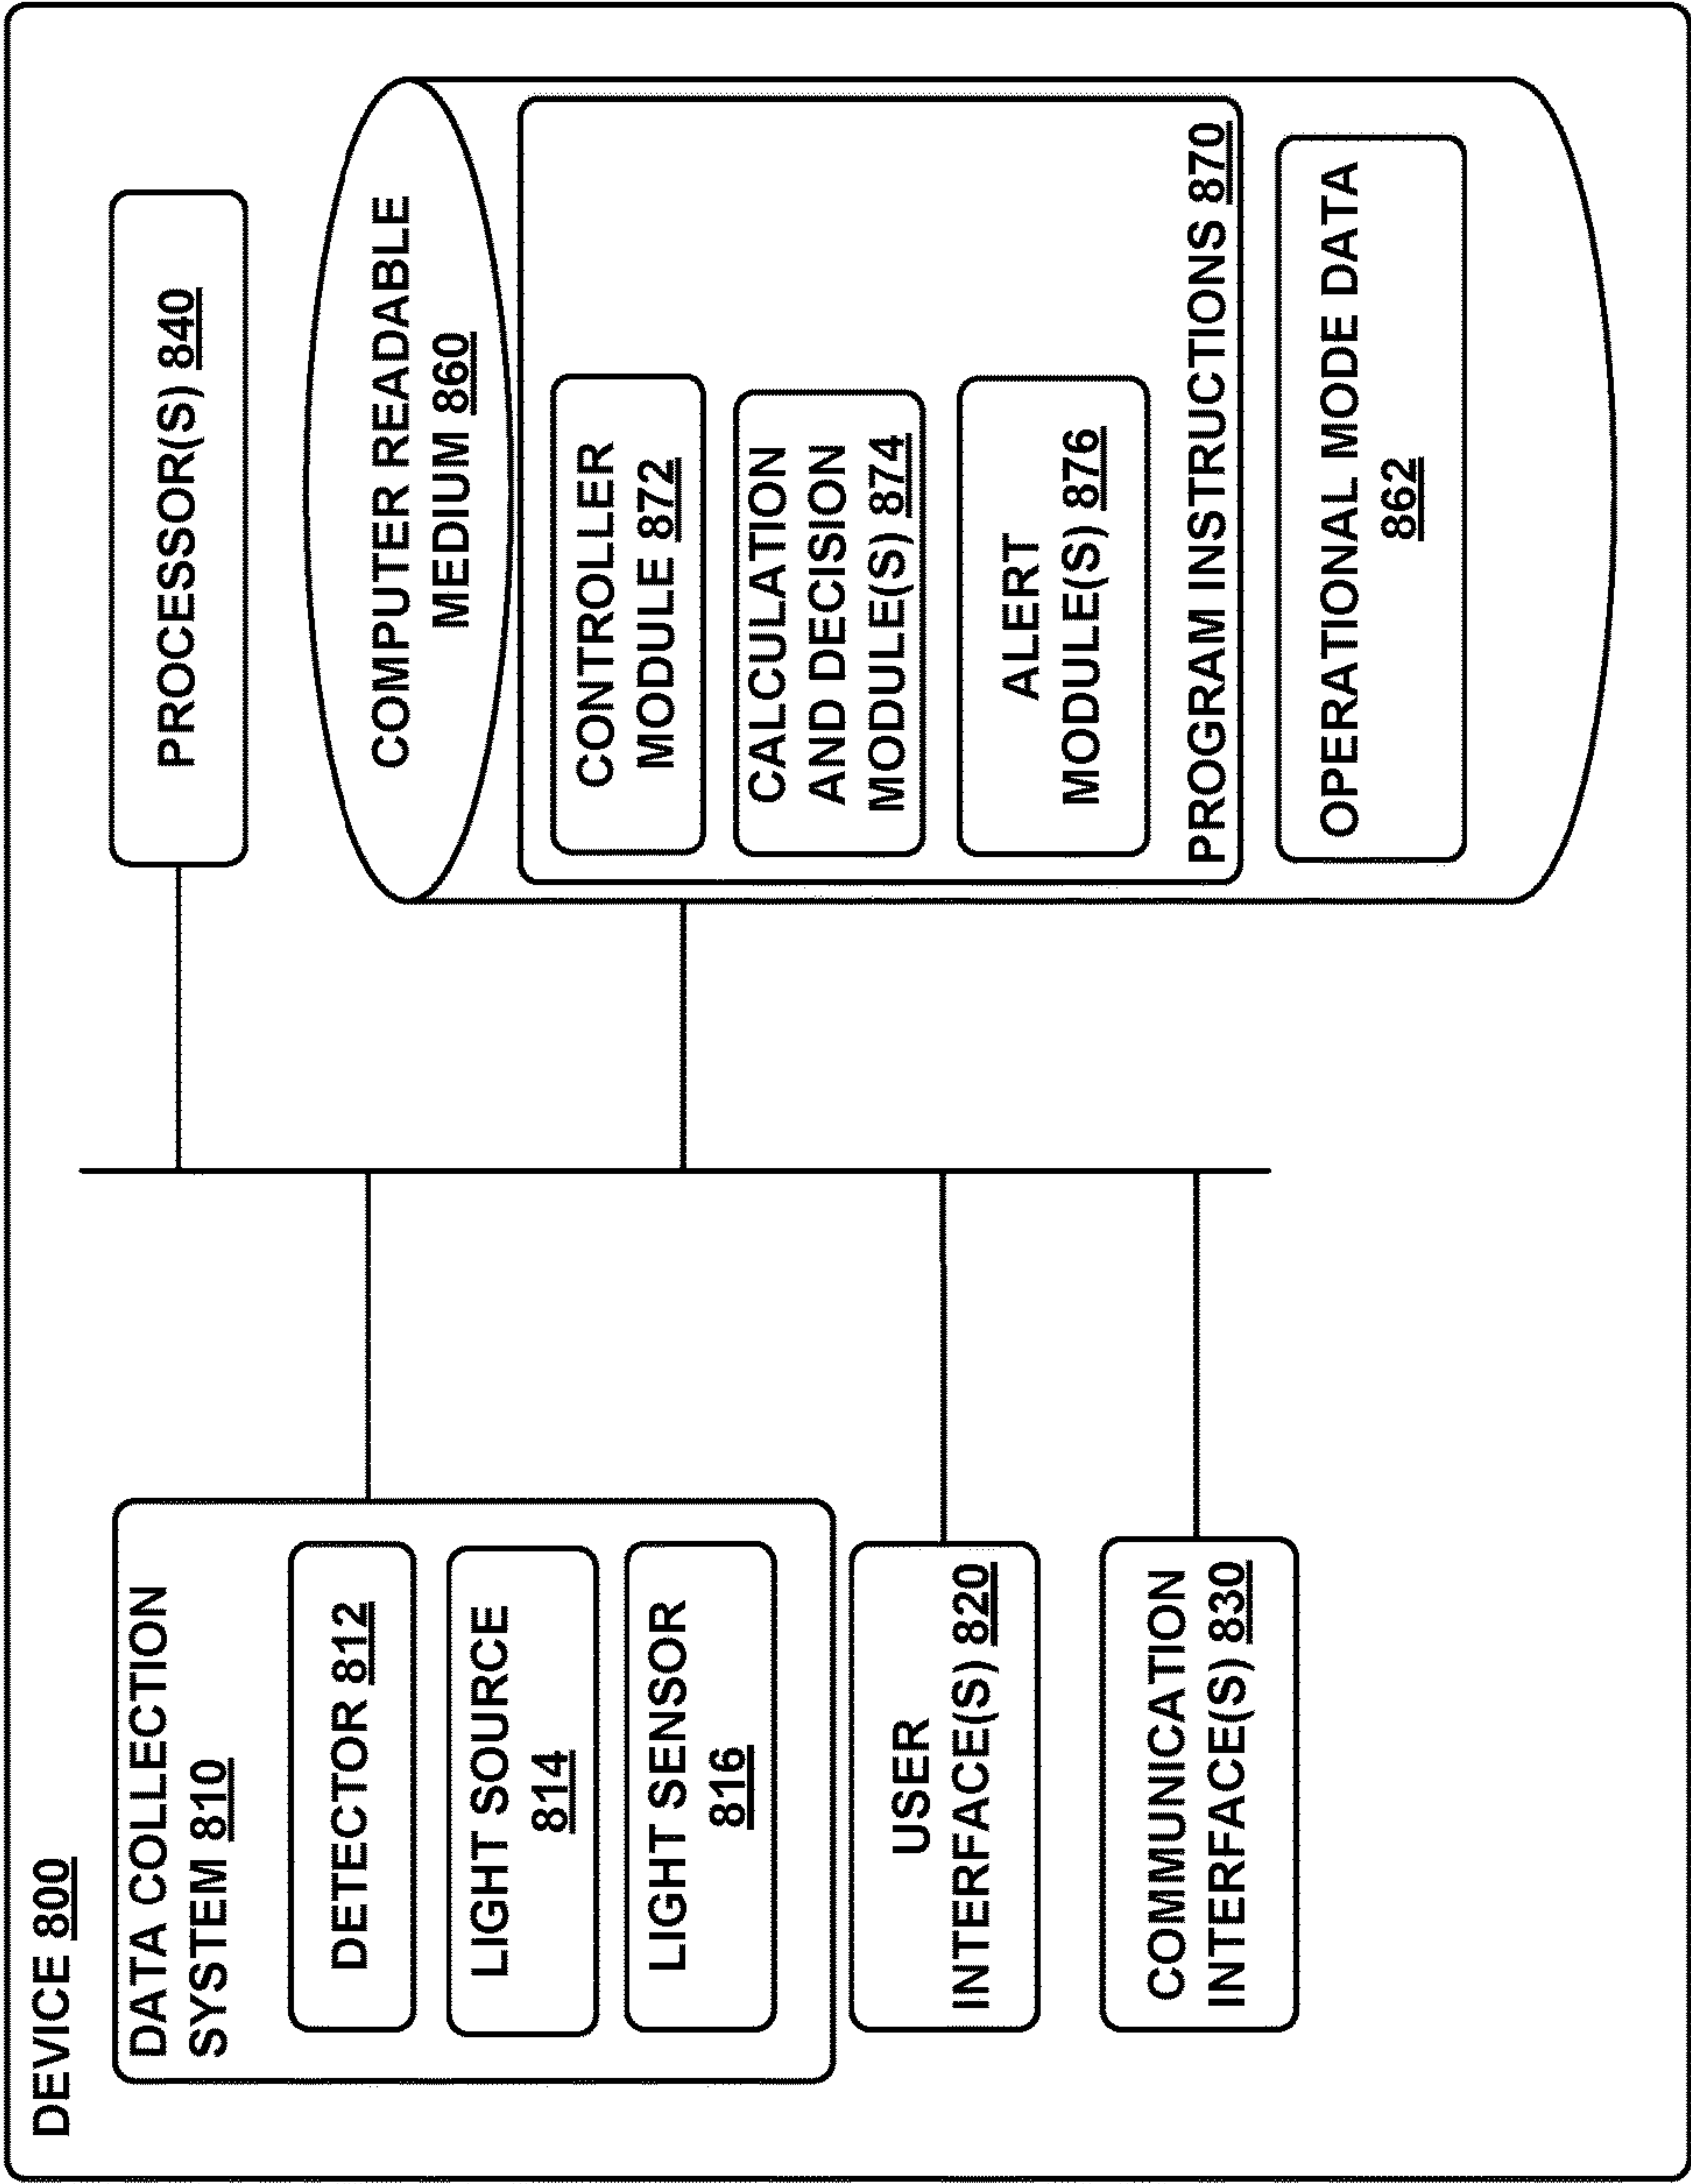 DEVICE 800
DATA COLLECTION
SYSTEM 810
DETECTOR 812
LIGHT SOURCE
814
LIGHT SENSOR
816
USER
INTERFACE(S) 820
COMMUNICATION
INTERFACE(S) 830
PROCESSOR(S) 840
COMPUTER READABLE
MEDIUM 860
CONTROLLER
MODULE 872
CALCULATION
AND DECISION
MODULE(S) 874
ALERT
MODULE(S) 876
PROGRAM INSTRUCTIONS 870
OPERATIONAL MODE DATA
862